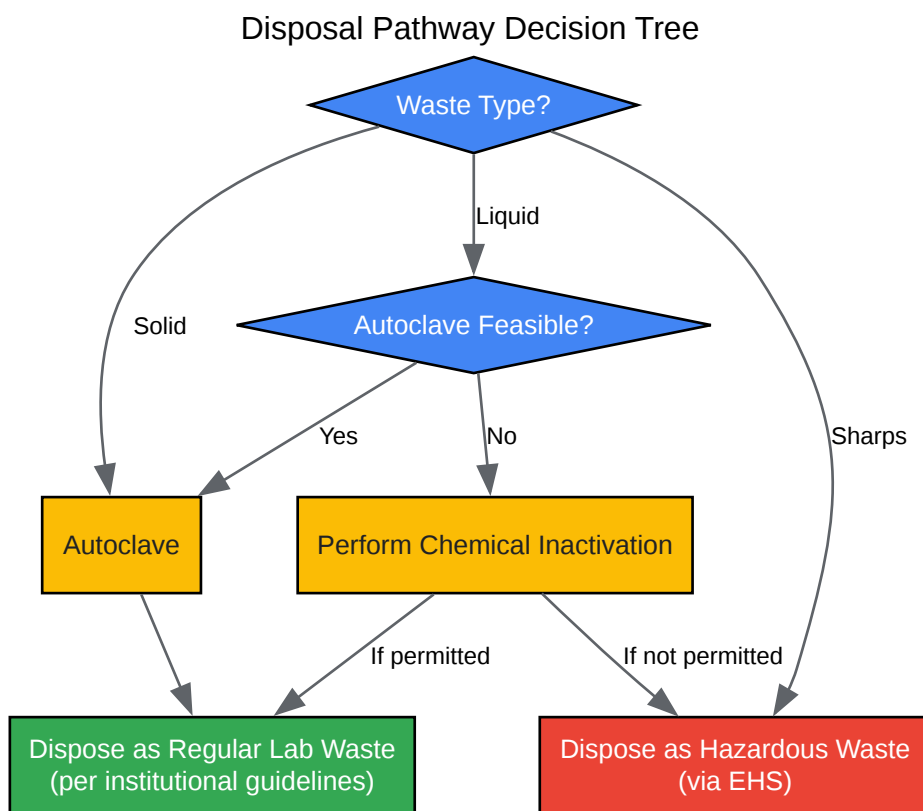 Disposal Pathway Decision Tree
Waste Type?
Liquid
Autoclave Feasible?
Solid
Yes
No
Sharps
Autoclave
Perform Chemical Inactivation
If permitted
If not permitted
Dispose as Regular Lab Waste
(per institutional guidelines)
Dispose as Hazardous Waste
(via EHS)